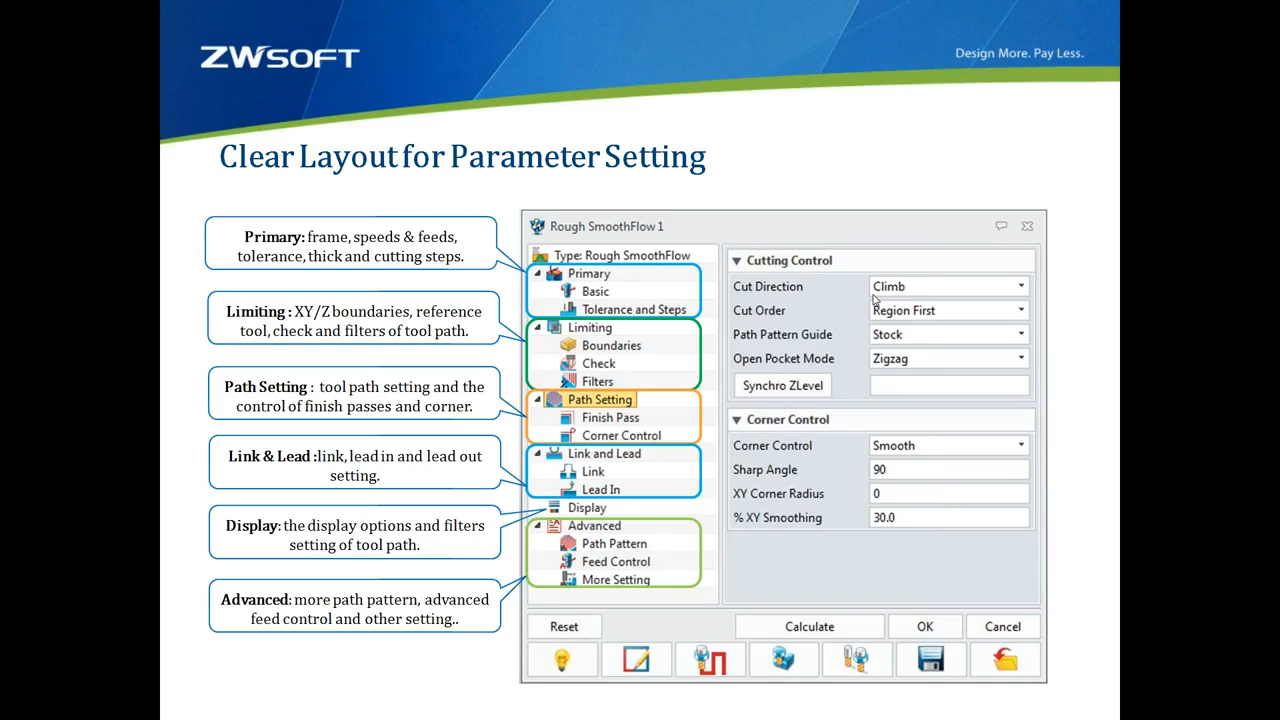 ZWSOFT
Design More. Pay Less.
Clear Layout for Parameter Setting
Primary: frame, speeds & feeds,
tolerance, thick and cutting steps.
Limiting : XY/Z boundaries, reference
tool, check and filters of tool path.
Path Setting : tool path setting and the
control of finish passes and corner.
Link & Lead :link, lead in and lead out
setting.
Display: the display options and filters
setting of tool path.
Advanced: more path pattern, advanced
feed control and other setting..
Rough SmoothFlow 1
Type: Rough SmoothFlow
Primary
Basic
Tolerance and Steps
Limiting
Boundaries
Check
Filters
Path Setting
Finish Pass
Corner Control
Link and Lead
Link
Lead In
Display
Advanced
Path Pattern
Feed Control
More Setting
Cutting Control
Cut Direction Climb
Cut Order Region First
Path Pattern Guide Stock
Open Pocket Mode Zigzag
Synchro ZLevel
Corner Control
Corner Control Smooth
Sharp Angle 90
XY Corner Radius 0
% XY Smoothing 30.0
Reset Calculate OK Cancel